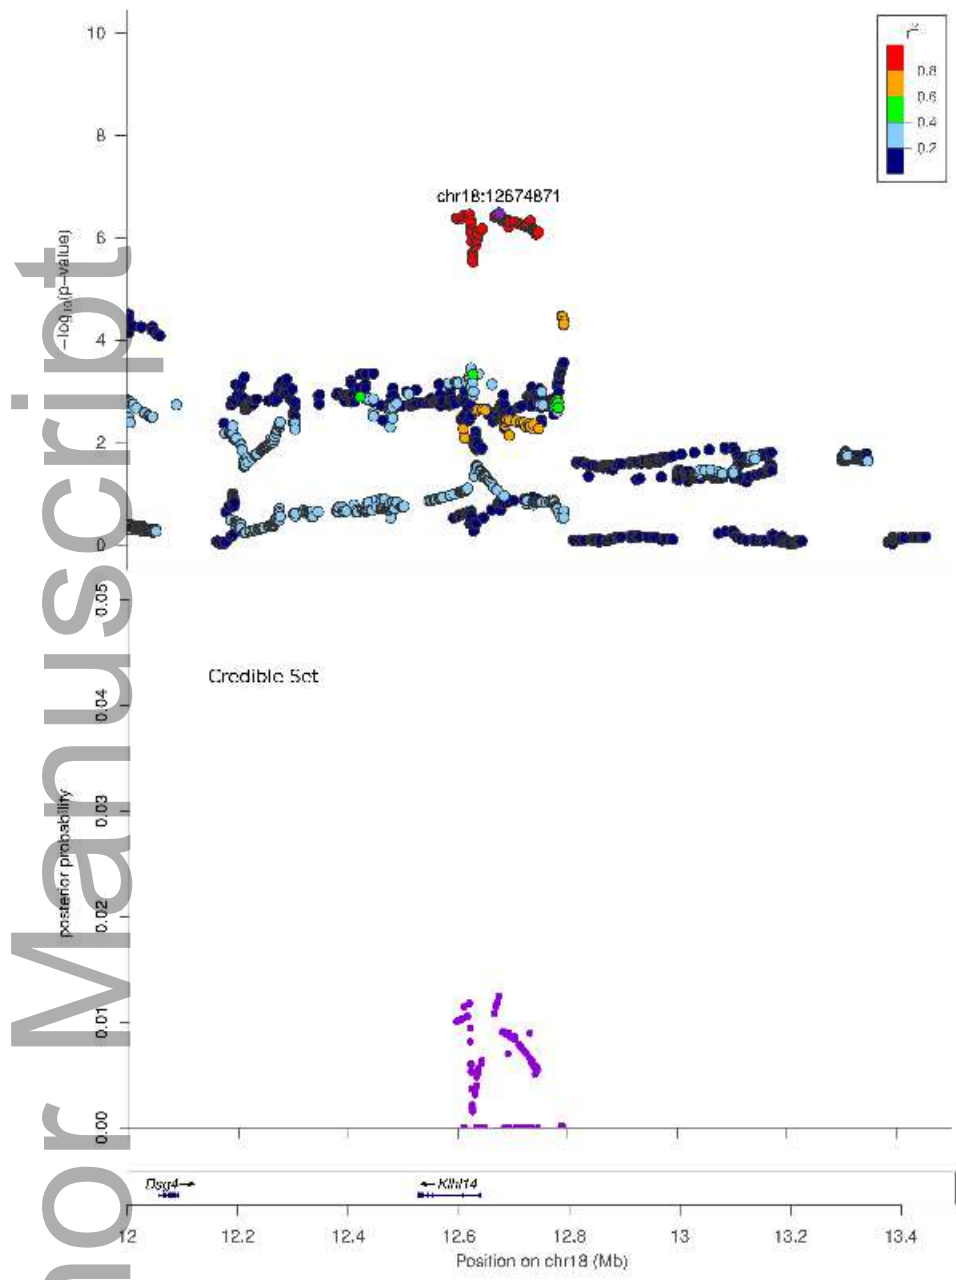 10
8
6
4
2
0
−log10(p−value)
r2
0.8
0.6
0.4
0.2
chr18:12674871
0.05
0.04
0.03
0.02
0.01
0.00
posterior probability
Credible Set
Dsg4→
←Klhl14
12
12.2
12.4
12.6
12.8
13
13.2
13.4
Position on chr18 (Mb)
nor Manuscript